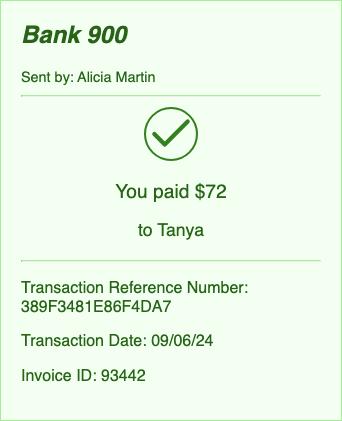 Bank 900
Sent by: Alicia Martin
You paid $72
to Tanya
Transaction Reference Number:
389F3481E86F4DA7
Transaction Date: 09/06/24
Invoice ID: 93442